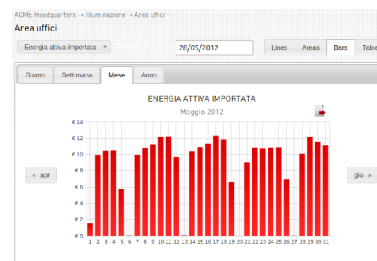 ACME Headquarters → Illuminazione → Area uffici
Area uffici
Energia attiva importata
28/05/2012
Lines Areas Bars Table
Giorno Settimana Mese Anno
ENERGIA ATTIVA IMPORTATA
Maggio 2012
€ 14
€ 12
€ 10
€ 8
€ 6
€ 4
€ 2
€ 0
« apr
giu »
1 2 3 4 5 6 7 8 9 10 11 12 13 14 15 16 17 18 19 20 21 22 23 24 25 26 27 28 29 30 31